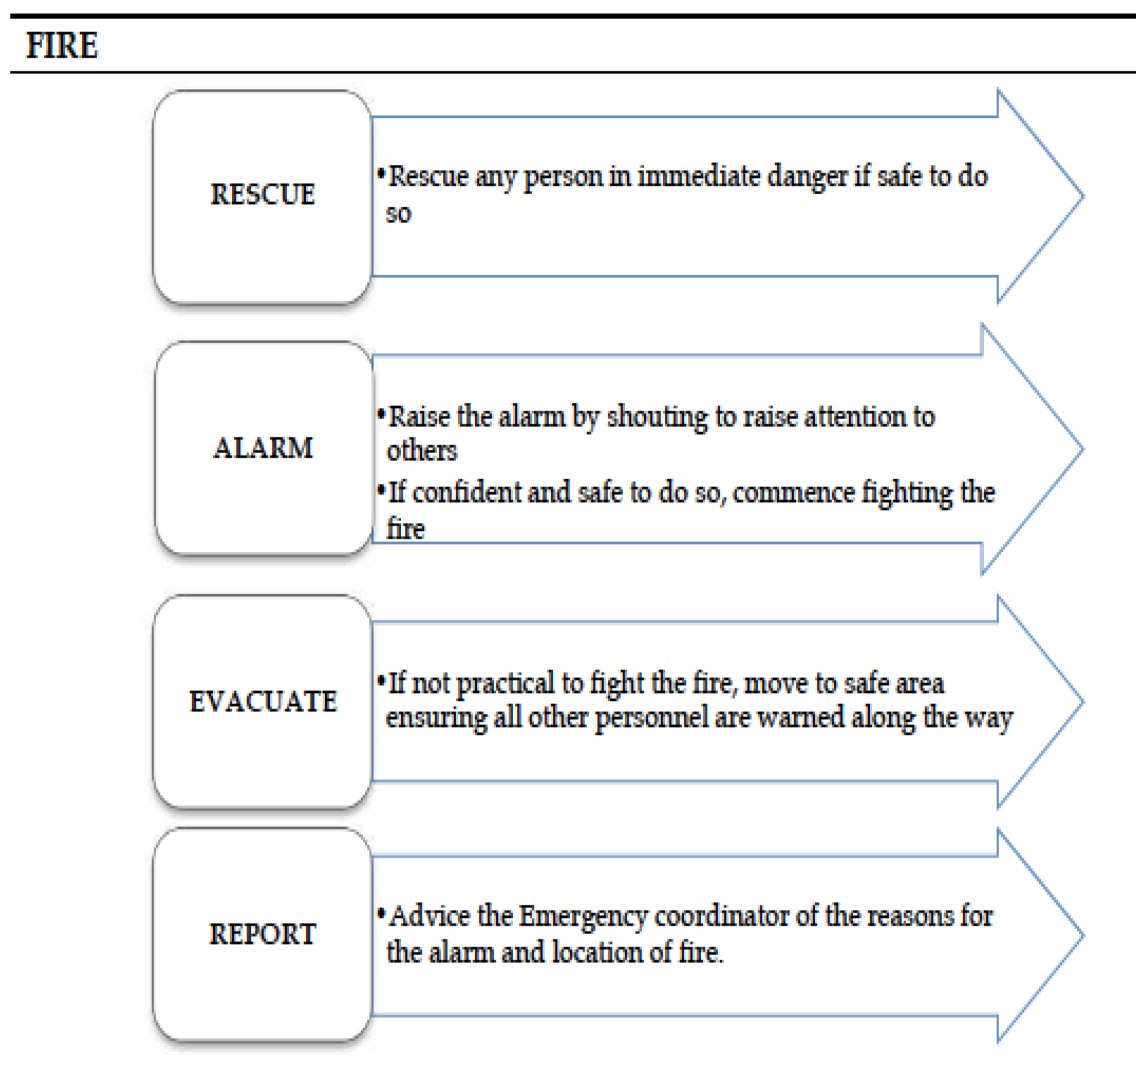 FIRE
RESCUE
•Rescue any person in immediate danger if safe to do
so
ALARM
•Raise the alarm by shouting to raise attention to
others
•If confident and safe to do so, commence fighting the
fire
EVACUATE
•If not practical to fight the fire, move to safe area
ensuring all other personnel are warned along the way
REPORT
•Advice the Emergency coordinator of the reasons for
the alarm and location of fire.